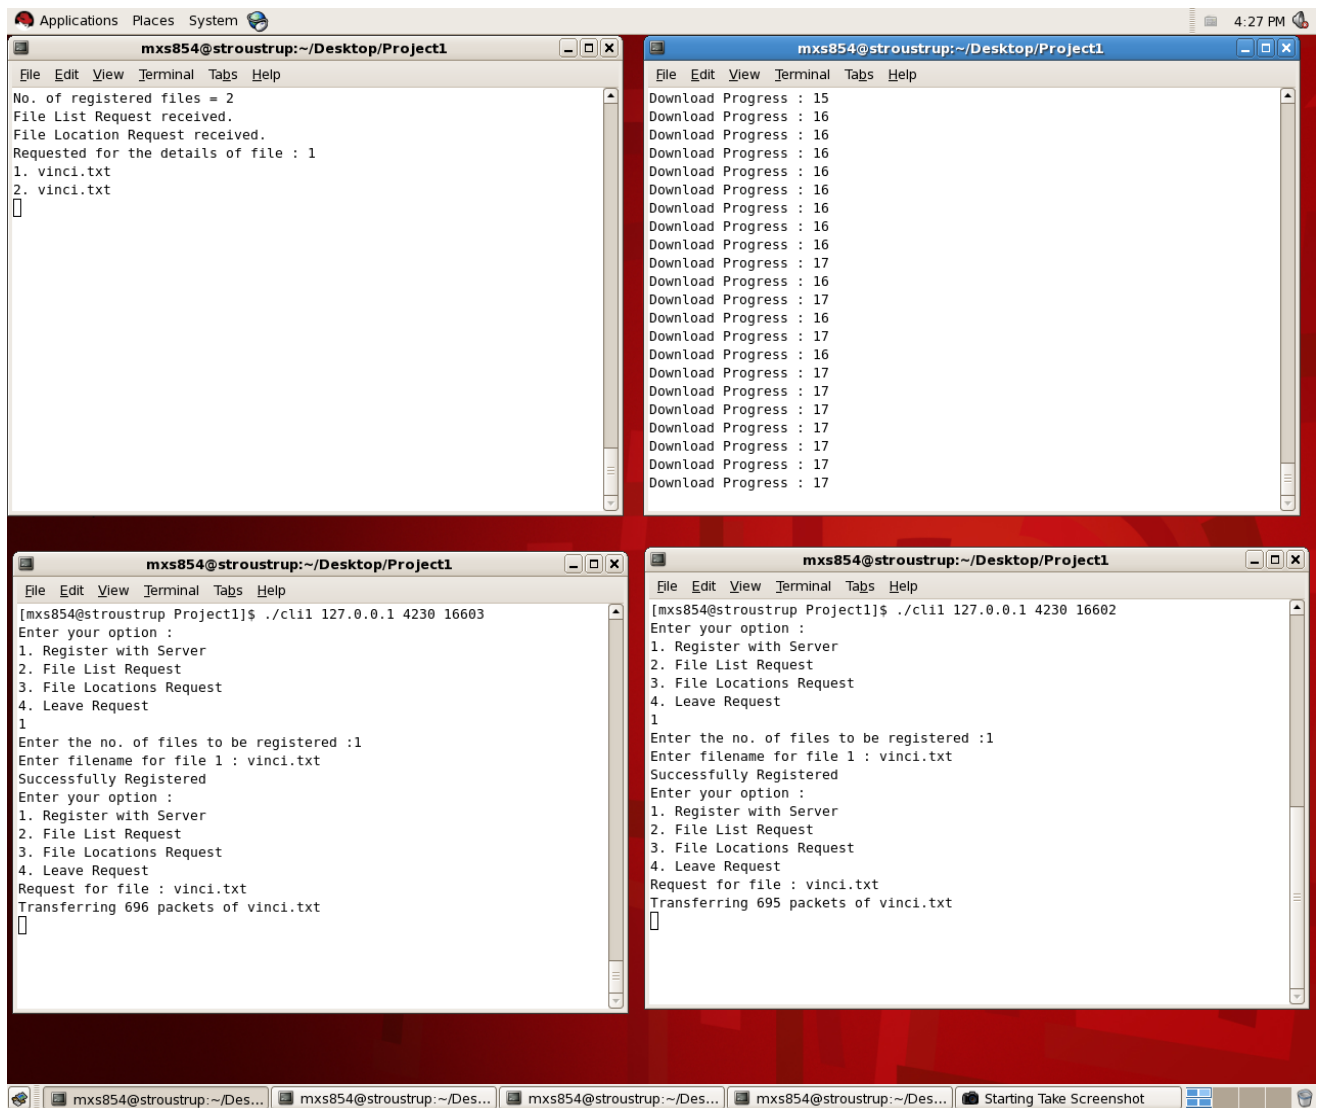 Applications Places System 4:27 PM
mxs854@stroustrup:~/Desktop/Project1
File Edit View Terminal Tabs Help
No. of registered files = 2
File List Request received.
File Location Request received.
Requested for the details of file : 1
1. vinci.txt
2. vinci.txt
mxs854@stroustrup:~/Desktop/Project1
File Edit View Terminal Tabs Help
Download Progress : 15
Download Progress : 16
Download Progress : 16
Download Progress : 16
Download Progress : 16
Download Progress : 16
Download Progress : 16
Download Progress : 16
Download Progress : 16
Download Progress : 17
Download Progress : 16
Download Progress : 17
Download Progress : 16
Download Progress : 17
Download Progress : 16
Download Progress : 17
Download Progress : 17
Download Progress : 17
Download Progress : 17
Download Progress : 17
Download Progress : 17
Download Progress : 17
mxs854@stroustrup:~/Desktop/Project1
File Edit View Terminal Tabs Help
[mxs854@stroustrup Project1]$ ./cli1 127.0.0.1 4230 16603
Enter your option :
1. Register with Server
2. File List Request
3. File Locations Request
4. Leave Request
1
Enter the no. of files to be registered :1
Enter filename for file 1 : vinci.txt
Successfully Registered
Enter your option :
1. Register with Server
2. File List Request
3. File Locations Request
4. Leave Request
Request for file : vinci.txt
Transferring 696 packets of vinci.txt
mxs854@stroustrup:~/Desktop/Project1
File Edit View Terminal Tabs Help
[mxs854@stroustrup Project1]$ ./cli1 127.0.0.1 4230 16602
Enter your option :
1. Register with Server
2. File List Request
3. File Locations Request
4. Leave Request
1
Enter the no. of files to be registered :1
Enter filename for file 1 : vinci.txt
Successfully Registered
Enter your option :
1. Register with Server
2. File List Request
3. File Locations Request
4. Leave Request
Request for file : vinci.txt
Transferring 695 packets of vinci.txt
mxs854@stroustrup:~/Des... mxs854@stroustrup:~/Des... mxs854@stroustrup:~/Des... mxs854@stroustrup:~/Des... Starting Take Screenshot